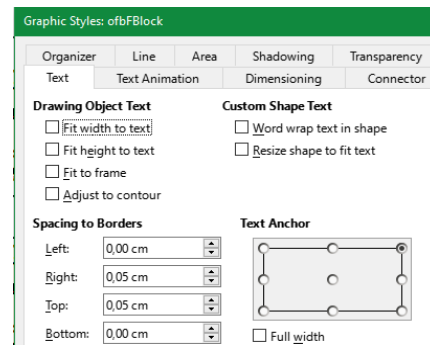 Graphic Styles: ofbFBlock
Organizer Line Area Shadowing Transparency
Text Text Animation Dimensioning Connector
Drawing Object Text Custom Shape Text
Fit width to text Word wrap text in shape
Fit height to text Resize shape to fit text
Fit to frame
Adjust to contour
Spacing to Borders Text Anchor
Left: 0,00 cm
Right: 0,05 cm
Top: 0,05 cm
Bottom: 0,00 cm Full width